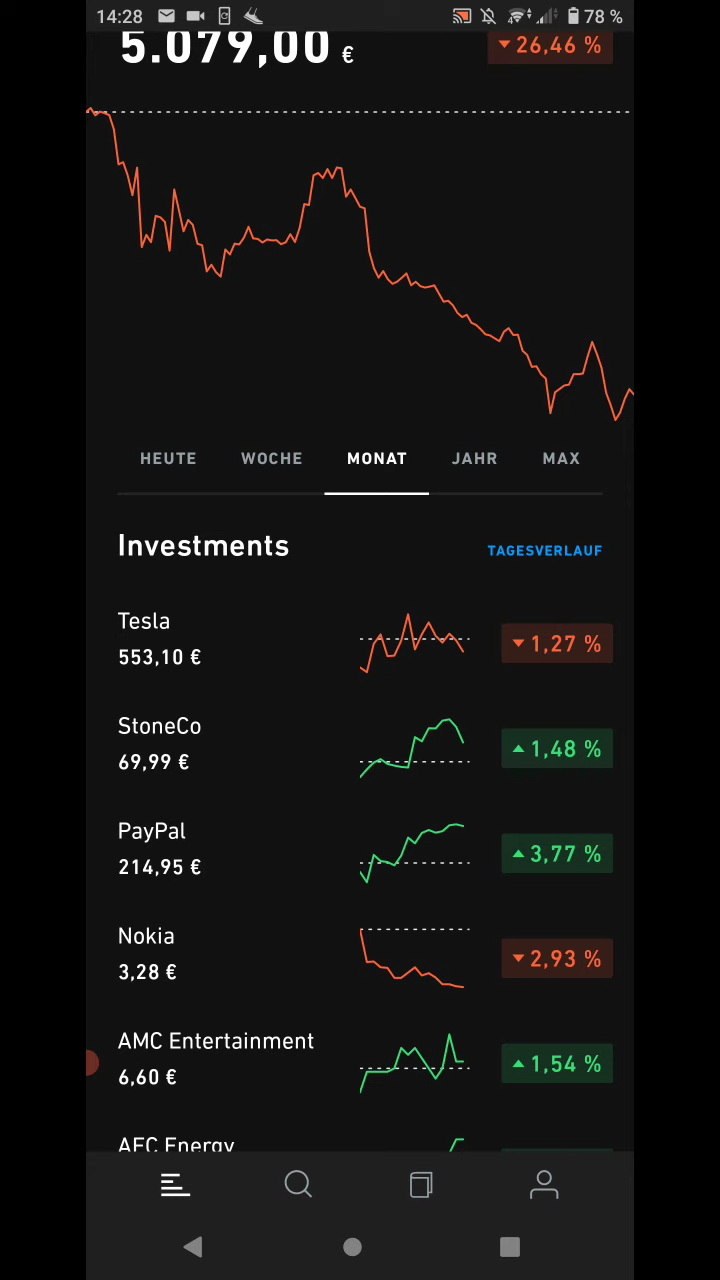 14:28 78 %
5.079,00 € 26,46 %
HEUTE WOCHE MONAT JAHR MAX
Investments TAGESVERLAUF
Tesla
553,10 € 1,27 %
StoneCo
69,99 € 1,48 %
PayPal
214,95 € 3,77 %
Nokia
3,28 € 2,93 %
AMC Entertainment
6,60 € 1,54 %
AFC Energy